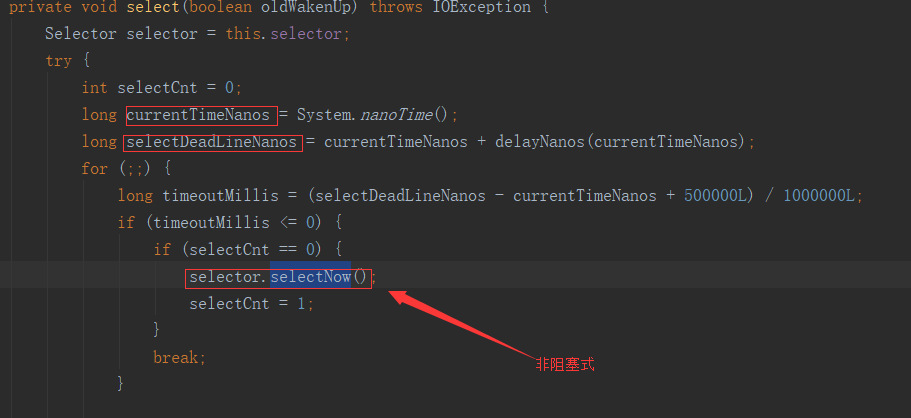 private void select(boolean oldWakenUp) throws IOException {
Selector selector = this.selector;
try {
int selectCnt = 0;
long currentTimeNanos = System.nanoTime();
long selectDeadLineNanos = currentTimeNanos + delayNanos(currentTimeNanos);
for (;;) {
long timeoutMillis = (selectDeadLineNanos - currentTimeNanos + 500000L) / 1000000L;
if (timeoutMillis <= 0) {
if (selectCnt == 0) {
selector.selectNow();
selectCnt = 1;
}
break;
非阻塞式
}